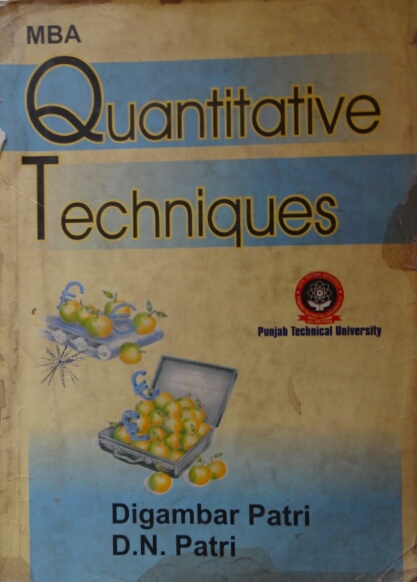 MBA
Quantitative
Techniques
Punjab Technical University
Digambar Patri
D.N. Patri